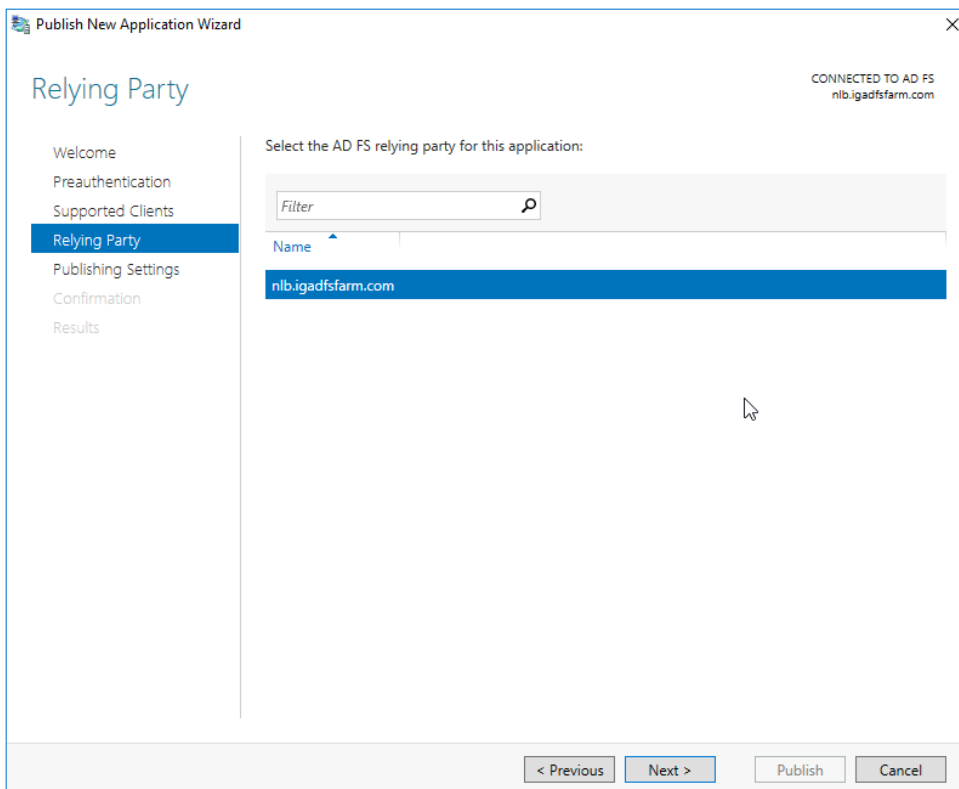 Publish New Application Wizard
Relying Party
CONNECTED TO AD FS
nlb.igadfsfarm.com
Welcome
Preauthentication
Supported Clients
Relying Party
Publishing Settings
Confirmation
Results
Select the AD FS relying party for this application:
Filter
Name
nlb.igadfsfarm.com
< Previous
Next >
Publish
Cancel